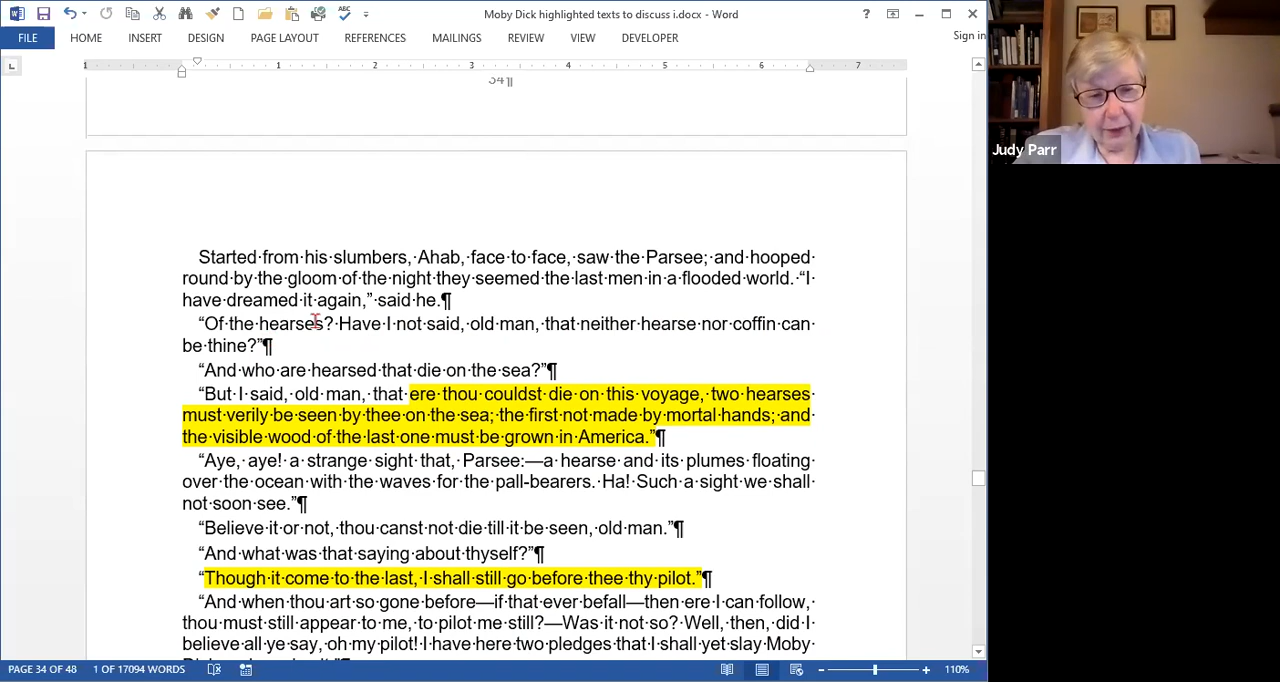 Moby Dick highlighted texts to discuss i.docx - Word
FILE HOME INSERT DESIGN PAGE LAYOUT REFERENCES MAILINGS REVIEW VIEW DEVELOPER Sign in
1 1 2 3 4 5 6 7
34¶
Started from his slumbers, Ahab, face to face, saw the Parsee; and hooped
round by the gloom of the night they seemed the last men in a flooded world. “I
have dreamed it again,” said he.¶
“Of the hearses? Have I not said, old man, that neither hearse nor coffin can
be thine?”¶
“And who are hearsed that die on the sea?”¶
“But I said, old man, that ere thou couldst die on this voyage, two hearses
must verily be seen by thee on the sea; the first not made by mortal hands; and
the visible wood of the last one must be grown in America.”¶
“Aye, aye! a strange sight that, Parsee:—a hearse and its plumes floating
over the ocean with the waves for the pall-bearers. Ha! Such a sight we shall
not soon see.”¶
“Believe it or not, thou canst not die till it be seen, old man.”¶
“And what was that saying about thyself?”¶
“Though it come to the last, I shall still go before thee thy pilot.”¶
“And when thou art so gone before—if that ever befall—then ere I can follow,
thou must still appear to me, to pilot me still?—Was it not so? Well, then, did I
believe all ye say, oh my pilot! I have here two pledges that I shall yet slay Moby
PAGE 34 OF 48 1 OF 17094 WORDS 110%
Judy Parr